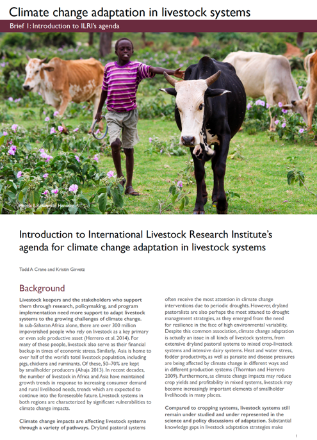 Climate change adaptation in livestock systems
Brief 1: Introduction to ILRI's agenda
Introduction to International Livestock Research Institute's
agenda for climate change adaptation in livestock systems
Todd A Crane and
Background
Livestock keepers and the stakeholders who support
them through research, policymaking, and program
implementation need more support to adapt livestock
systems to the growing challenges of climate change.
In sub-Saharan Africa alone, there are over 300 million
impoverished people who rely on livestock as a key primary
or even sole productive asset (Herrero et al. 2014). For
many of these people, livestock also serve as their financial
backup in times of economic stress. Similarly, Asia is home to
over half of the world's total livestock population, including
pigs, chickens and ruminants. Of these, 50–70% are kept
by smallholder producers (Ahuja 2013). In recent decades,
the number of livestock in Africa and Asia have maintained
growth trends in response to increasing consumer demand
and rural livelihood needs, trends which are expected to
continue into the foreseeable future. Livestock systems in
both regions are characterized by significant vulnerabilities to
climate change impacts.
Climate change impacts are affecting livestock systems
through a variety of pathways. Dryland pastoral systems
often receive the most attention in climate change
interventions due to periodic droughts. However, dryland
pastoralists are also perhaps the most attuned to drought
management strategies, as they emerged from the need
for resilience in the face of high environmental variability.
Despite this common association, climate change adaptation
is actually an issue in all kinds of livestock systems, from
extensive dryland pastoral systems to mixed crop–livestock
systems and intensive dairy systems. Heat and water stress,
productivity, as well as parasite and disease pressures
are being affected by climate change in different ways and
in different production systems (Thornton and Herrero
2009). Furthermore, as climate change impacts may reduce
crop yields and profitability in mixed systems, livestock may
become increasingly important elements of smallholder
livelihoods in many places.
Compared to cropping systems, livestock systems still
remain under studied and under represented in the
science and policy discussions of adaptation. Substantial
knowledge gaps in livestock adaptation strategies make